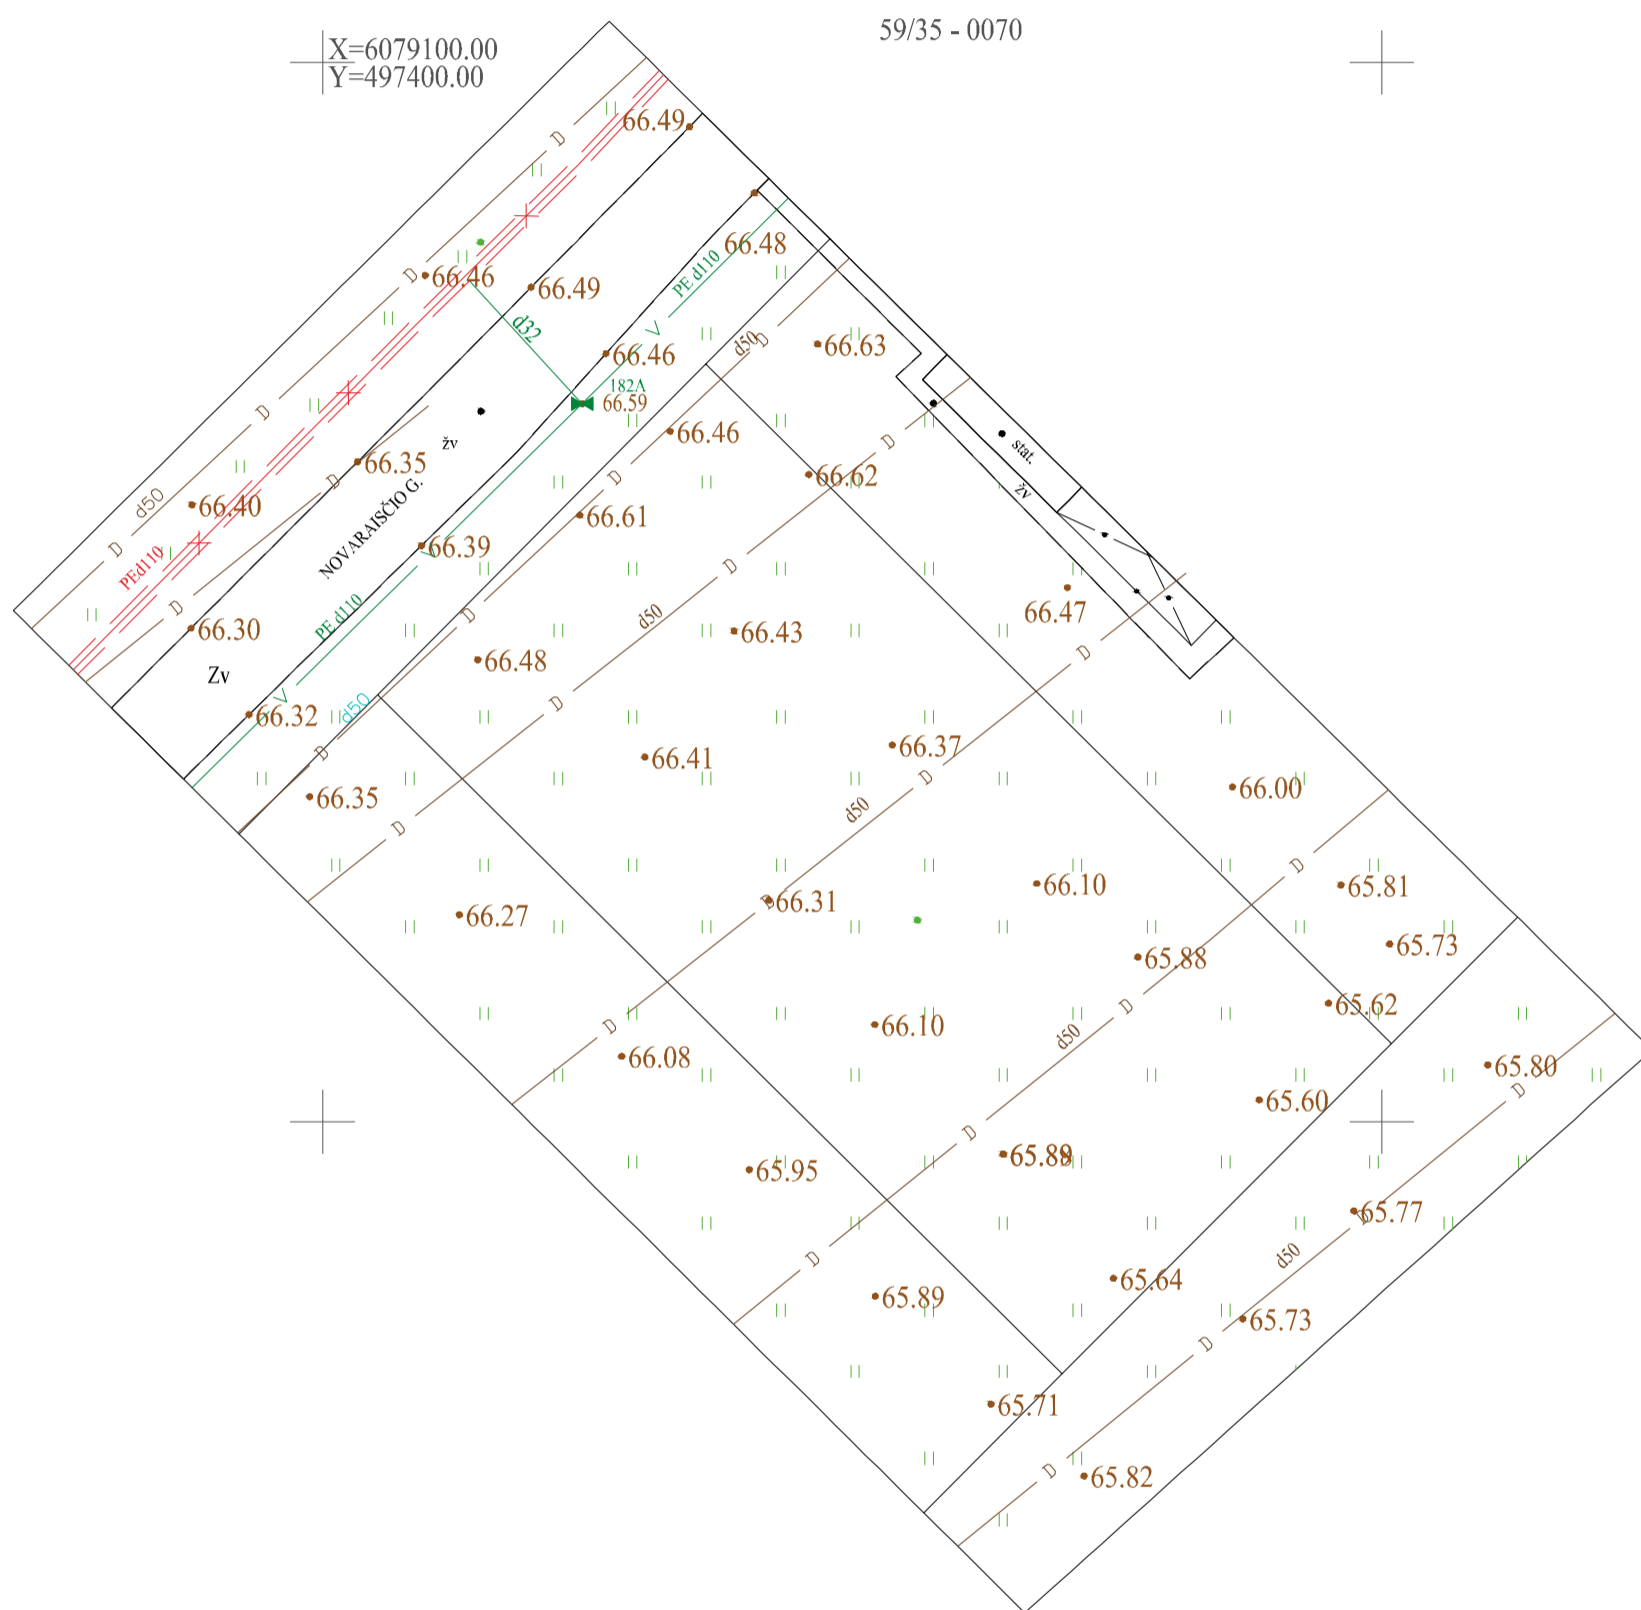 59/35 - 0070
X=6079100.00
Y=497400.00
66.49
D
66.48
PE d110
D
66.46
66.49
d32
V
66.46
d50
D
66.63
182A
66.59
D
žv
66.46
D
stat.
66.35
D
66.62
D
žv
d50
66.40
NOVARAISČIO G.
66.61
D
66.39
V
D
PEd110
D
66.47
D
PE d110
D
d50
66.30
66.43
D
66.48
Zv
V
66.32
d50
D
D
66.37
66.41
D
66.35
d50
66.00
D
D
66.10
65.81
D
66.31
66.27
65.73
65.88
65.62
D
66.10
D
d50
66.08
65.80
D
65.60
D
65.89
65.95
65.77
D
D
d50
65.64
65.89
65.73
D
65.71
D
65.82